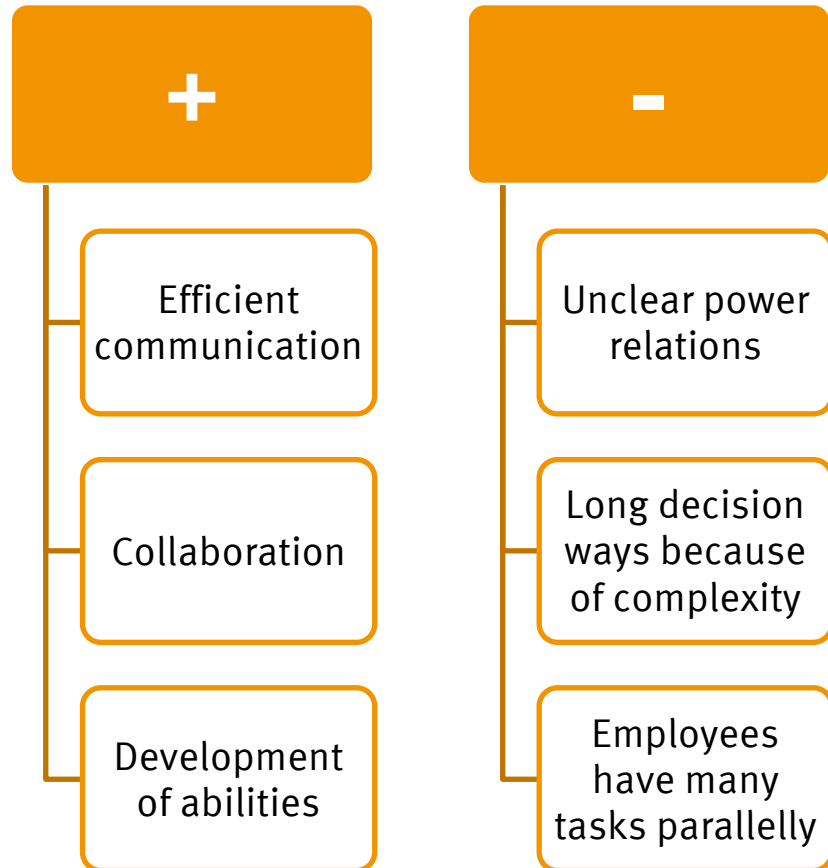 +
Efficient
communication
Collaboration
Development
of abilities
-
Unclear power
relations
Long decision
ways because
of complexity
Employees
have many
tasks parallelly